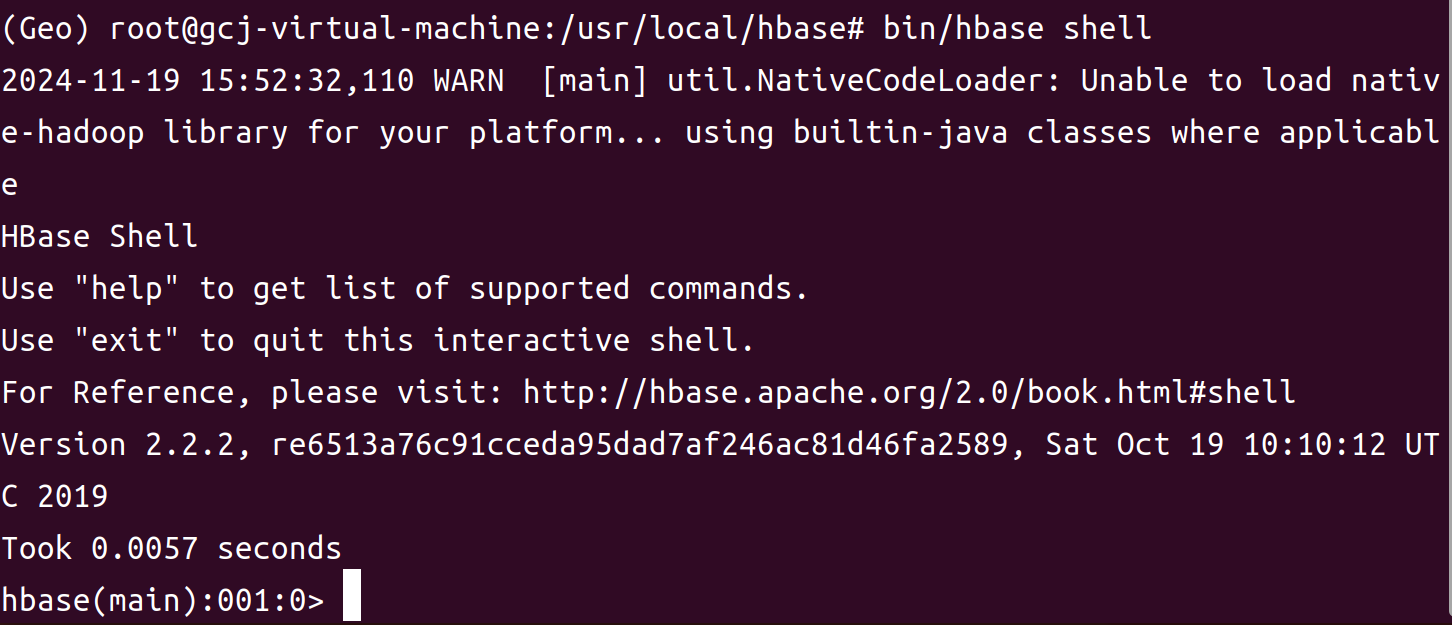 (Geo) root@gcj-virtual-machine:/usr/local/hbase# bin/hbase shell
2024-11-19 15:52:32,110 WARN  [main] util.NativeCodeLoader: Unable to load nativ
e-hadoop library for your platform... using builtin-java classes where applicabl
e
HBase Shell
Use "help" to get list of supported commands.
Use "exit" to quit this interactive shell.
For Reference, please visit: http://hbase.apache.org/2.0/book.html#shell
Version 2.2.2, re6513a76c91cceda95dad7af246ac81d46fa2589, Sat Oct 19 10:10:12 UT
C 2019
Took 0.0057 seconds
hbase(main):001:0>